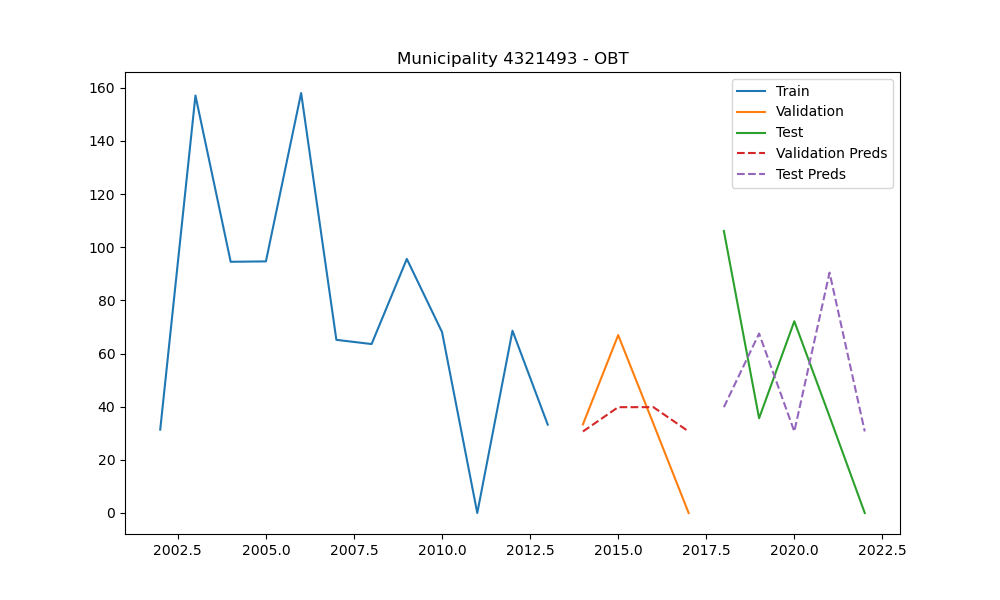 Municipality 4321493 - OBT
Train
Validation
Test
Validation Preds
Test Preds
160
140
120
100
80
60
40
20
0
2002.5 2005.0 2007.5 2010.0 2012.5 2015.0 2017.5 2020.0 2022.5